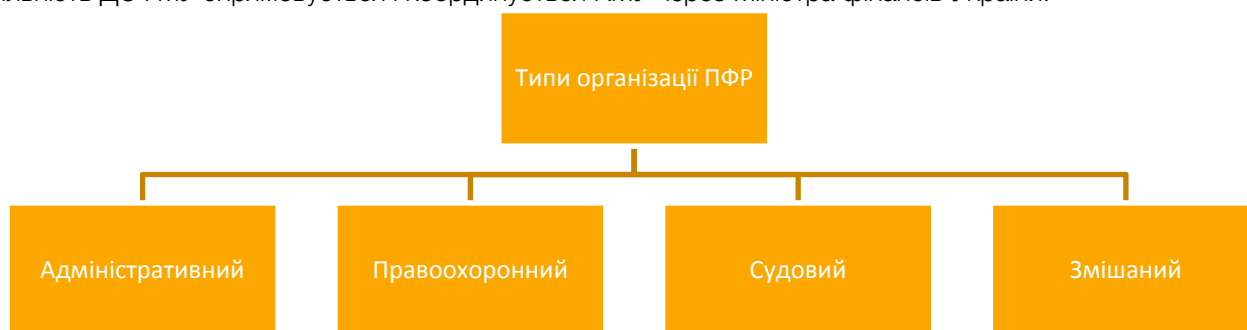 Типи організації ПФР
Адміністративний
Правоохоронний
Судовий
Змішаний